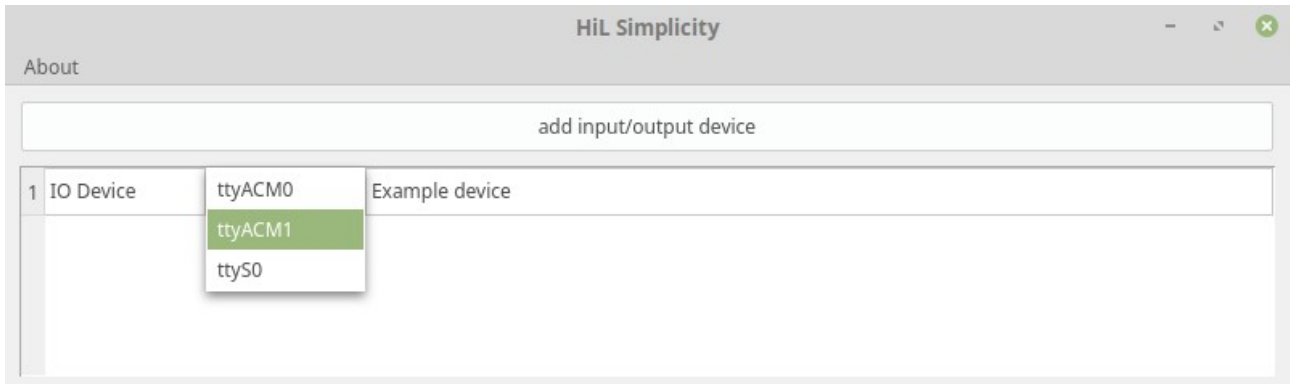 HiL Simplicity
About
add input/output device
1 IO Device ttyACM0 Example device
ttyACM1
ttyS0